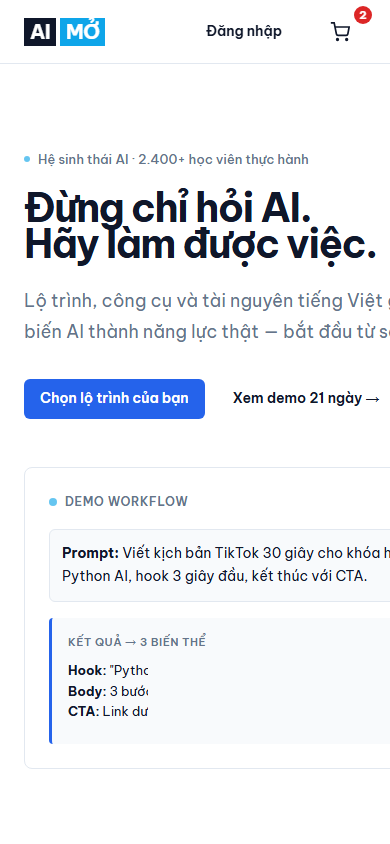 AI MỞ
Đăng nhập
2
Hệ sinh thái AI · 2.400+ học viên thực hành
Đừng chỉ hỏi AI.
Hãy làm được việc.
Lộ trình, công cụ và tài nguyên tiếng Việt
biến AI thành năng lực thật — bắt đầu từ
Chọn lộ trình của bạn
Xem demo 21 ngày →
DEMO WORKFLOW
Prompt: Viết kịch bản TikTok 30 giây cho khóa
Python AI, hook 3 giây đầu, kết thúc với CTA.
KẾT QUẢ → 3 BIẾN THỂ
Hook: "Pytho
Body: 3 bước
CTA: Link dư